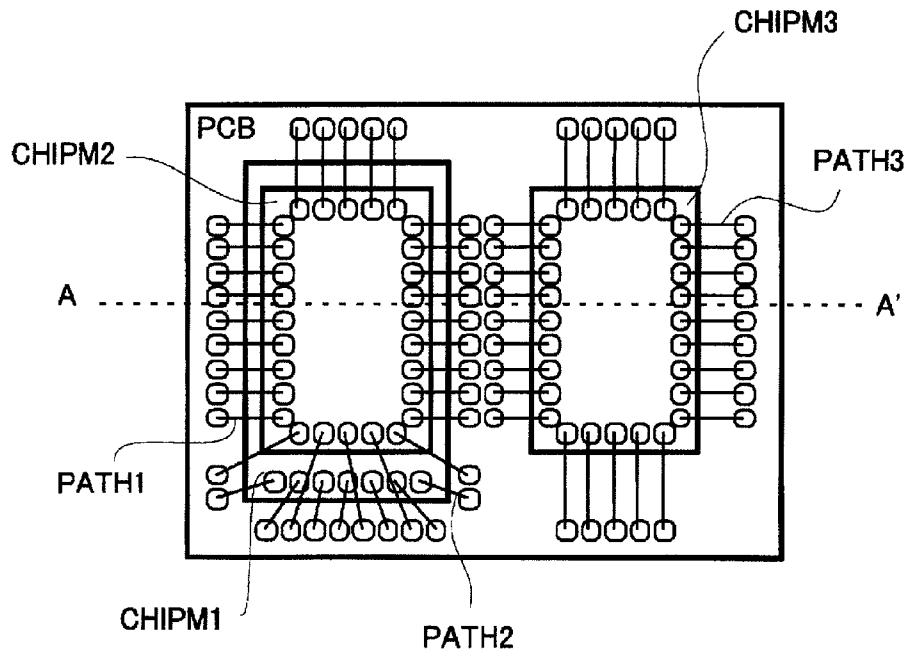 CHIPM3
PCB
CHIPM2
PATH3
A
A'
PATH1
CHIPM1
PATH2